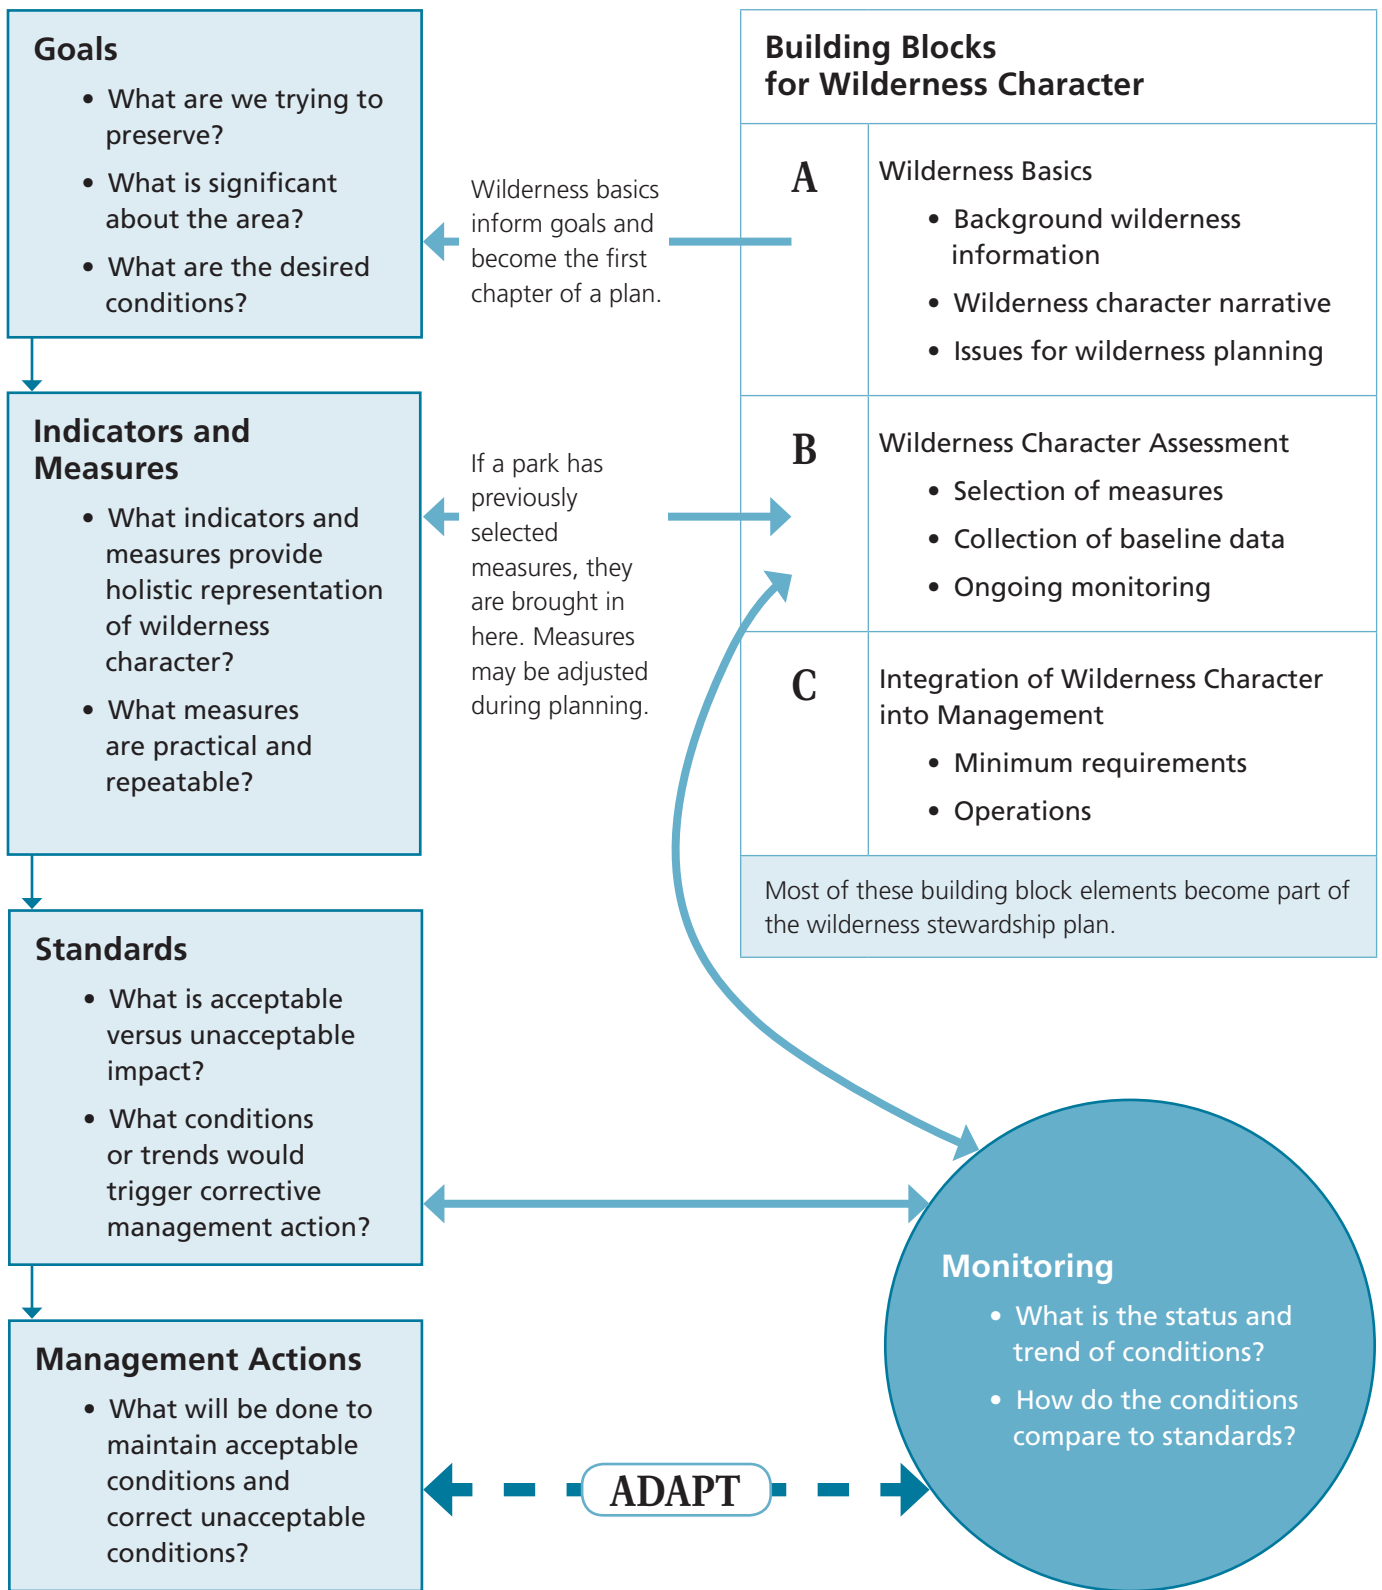 Goals
• What are we trying to
preserve?
• What is significant
about the area?
• What are the desired
conditions?
Wilderness basics
inform goals and
become the first
chapter of a plan.
Building Blocks
for Wilderness Character
A
Wilderness Basics
• Background wilderness
information
• Wilderness character narrative
• Issues for wilderness planning
Indicators and
Measures
• What indicators and
measures provide
holistic representation
of wilderness
character?
• What measures
are practical and
repeatable?
If a park has
previously
selected
measures, they
are brought in
here. Measures
may be adjusted
during planning.
B
Wilderness Character Assessment
• Selection of measures
• Collection of baseline data
• Ongoing monitoring
C
Integration of Wilderness Character
into Management
• Minimum requirements
• Operations
Most of these building block elements become part of
the wilderness stewardship plan.
Standards
• What is acceptable
versus unacceptable
impact?
• What conditions
or trends would
trigger corrective
management action?
Monitoring
• What is the status and
trend of conditions?
• How do the conditions
compare to standards?
Management Actions
• What will be done to
maintain acceptable
conditions and
correct unacceptable
conditions?
ADAPT